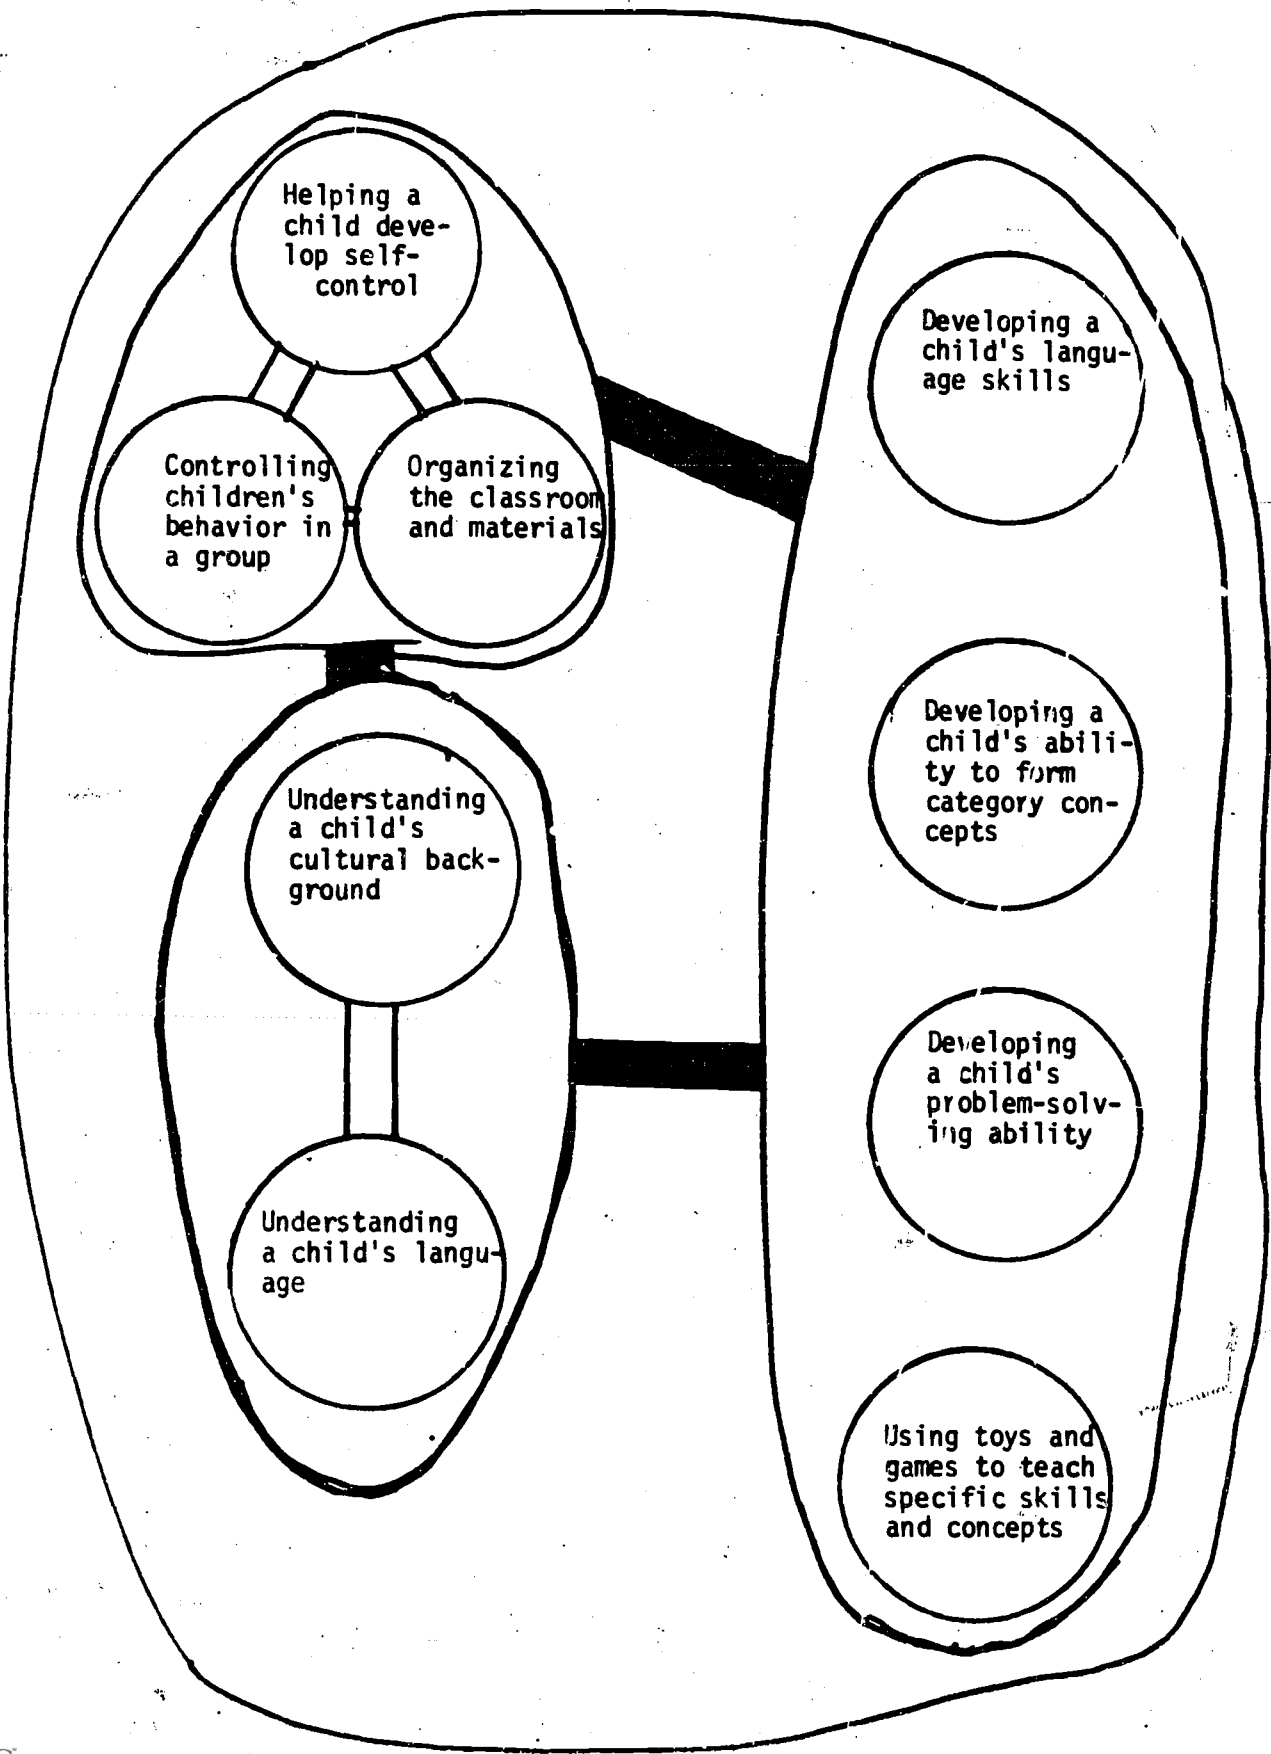 Helping a
child deve-
lop self-
control
Controlling
children's
behavior in
a group
Organizing
the classroom
and materials
Understanding
a child's
cultural back-
ground
Understanding
a child's langu-
age
Developing a
child's langu-
age skills
Developing a
child's abili-
ty to form
category con-
cepts
Developing
a child's
problem-solv-
ing ability
Using toys and
games to teach
specific skills
and concepts